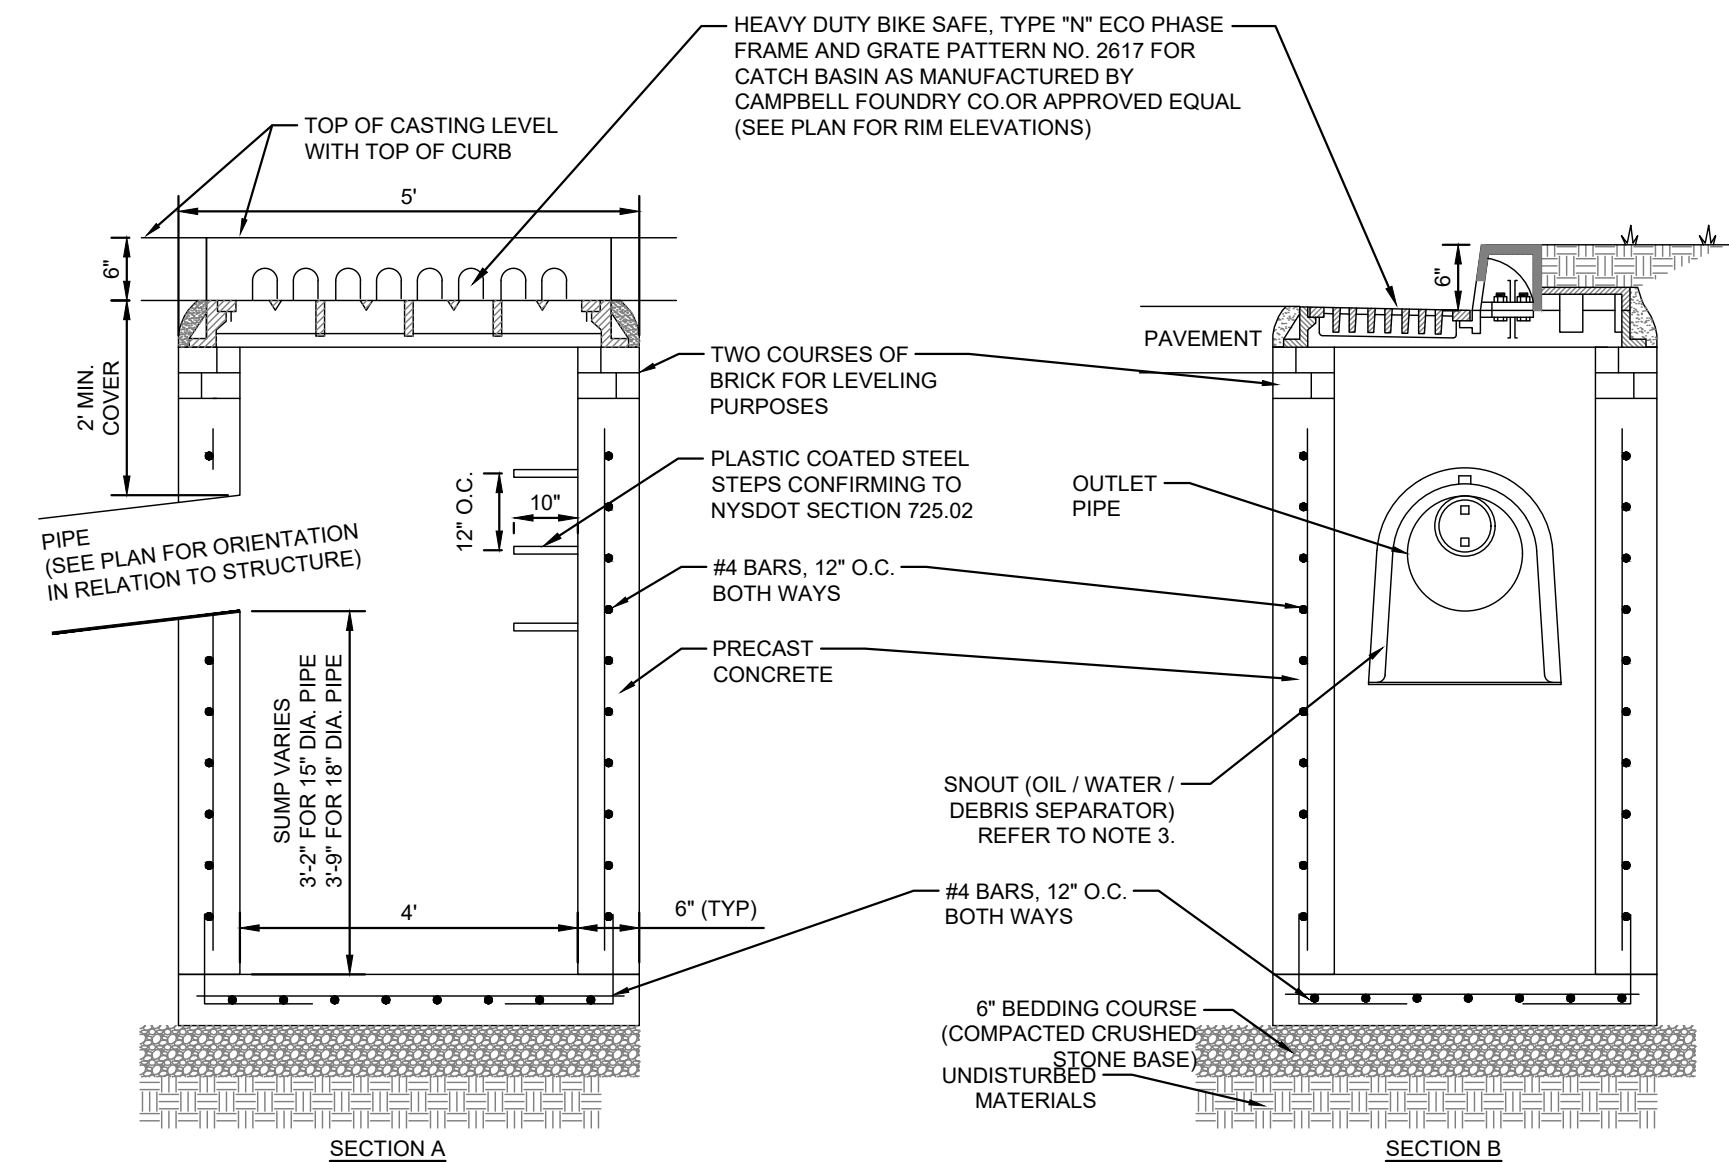 HEAVY DUTY BIKE SAFE, TYPE "N" ECO PHASE
FRAME AND GRATE PATTERN NO. 2617 FOR
CATCH BASIN AS MANUFACTURED BY
CAMPBELL FOUNDRY CO.OR APPROVED EQUAL
(SEE PLAN FOR RIM ELEVATIONS)
TOP OF CASTING LEVEL
WITH TOP OF CURB
5'
6"
2' MIN.
COVER
6"
PAVEMENT
TWO COURSES OF
BRICK FOR LEVELING
PURPOSES
PLASTIC COATED STEEL
STEPS CONFIRMING TO
NYSDOT SECTION 725.02
12" O.C.
10"
OUTLET
PIPE
PIPE
(SEE PLAN FOR ORIENTATION
IN RELATION TO STRUCTURE)
#4 BARS, 12" O.C.
BOTH WAYS
PRECAST
CONCRETE
SUMP VARIES
3'-2" FOR 15" DIA. PIPE
3'-9" FOR 18" DIA. PIPE
SNOUT (OIL / WATER /
DEBRIS SEPARATOR)
REFER TO NOTE 3.
4'
6" (TYP)
#4 BARS, 12" O.C.
BOTH WAYS
6" BEDDING COURSE
(COMPACTED CRUSHED
STONE BASE)
UNDISTURBED
MATERIALS
SECTION A
SECTION B